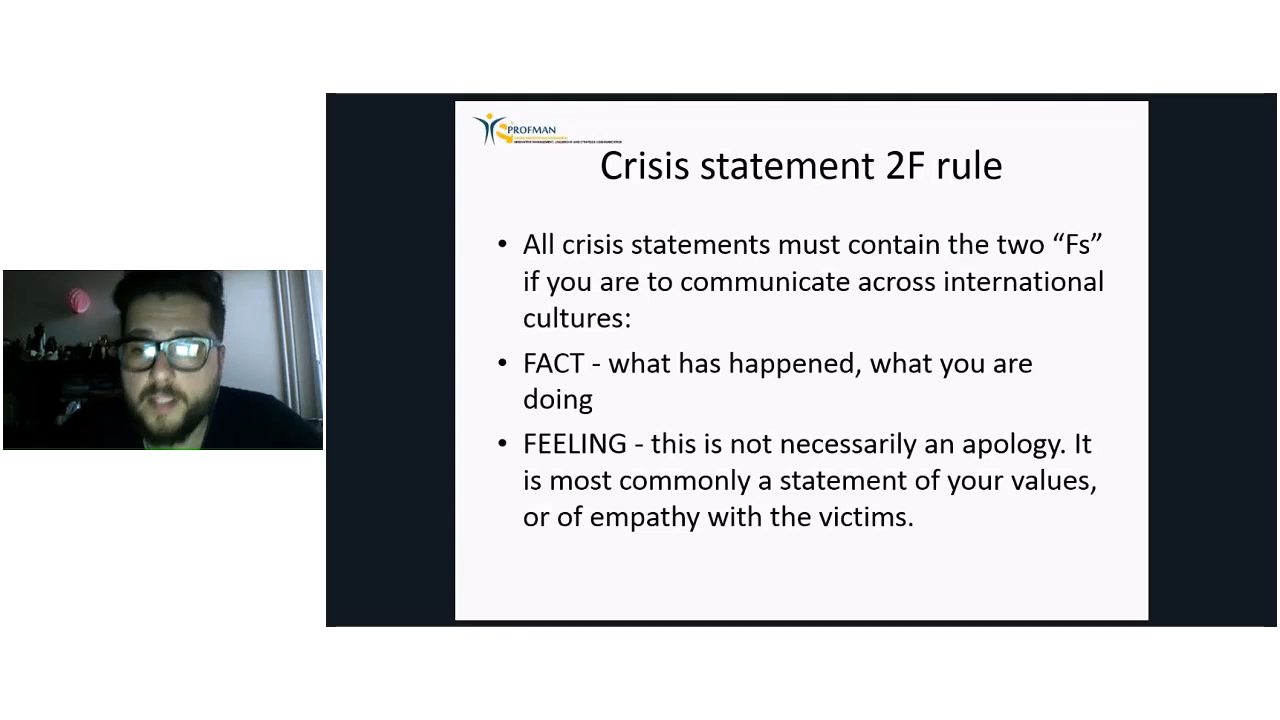 PROFMAN
Crisis statement 2F rule
• All crisis statements must contain the two “Fs”
if you are to communicate across international
cultures:
• FACT - what has happened, what you are
doing
• FEELING - this is not necessarily an apology. It
is most commonly a statement of your values,
or of empathy with the victims.